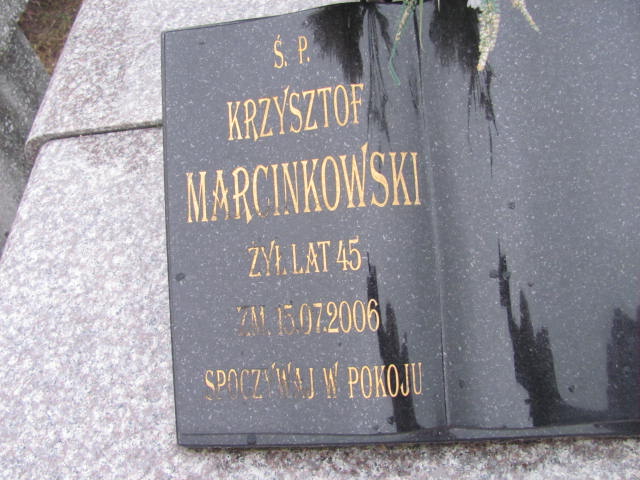 Ś. P.
KRZYSZTOF
MARCINKOWSKI
ŻYŁ LAT 45
ZM. 15.07.2006
SPOCZYWAJ W POKOJU